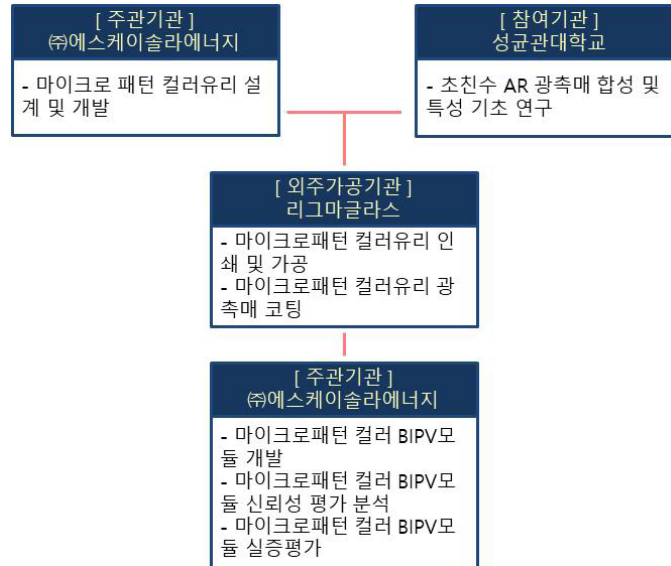 [ 주관기관 ]
㈜에스케이솔라에너지
- 마이크로 패턴 컬러유리 설
계 및 개발
[ 참여기관 ]
성균관대학교
- 초친수 AR 광촉매 합성 및
특성 기초 연구
[ 외주가공기관 ]
리그마글라스
- 마이크로패턴 컬러유리 인
쇄 및 가공
- 마이크로패턴 컬러유리 광
촉매 코팅
[ 주관기관 ]
㈜에스케이솔라에너지
- 마이크로패턴 컬러 BIPV모
듈 개발
- 마이크로패턴 컬러 BIPV모
듈 신뢰성 평가 분석
- 마이크로패턴 컬러 BIPV모
듈 실증평가